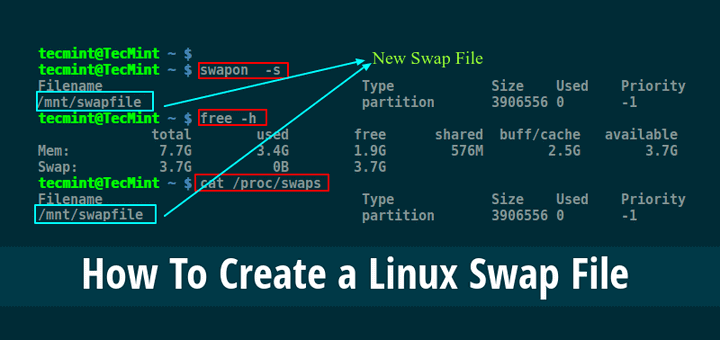 tecmint@TecMint ~ $
tecmint@TecMint ~ $ swapon -s
New Swap File
Filename Type Size Used Priority
/mnt/swapfile partition 3906556 0 -1
tecmint@TecMint ~ $ free -h
total used free shared buff/cache available
Mem: 7.7G 3.4G 1.9G 576M 2.5G 3.7G
Swap: 3.7G 0B 3.7G
tecmint@TecMint ~ $ cat /proc/swaps
Filename Type Size Used Priority
/mnt/swapfile partition 3906556 0 -1
How To Create a Linux Swap File